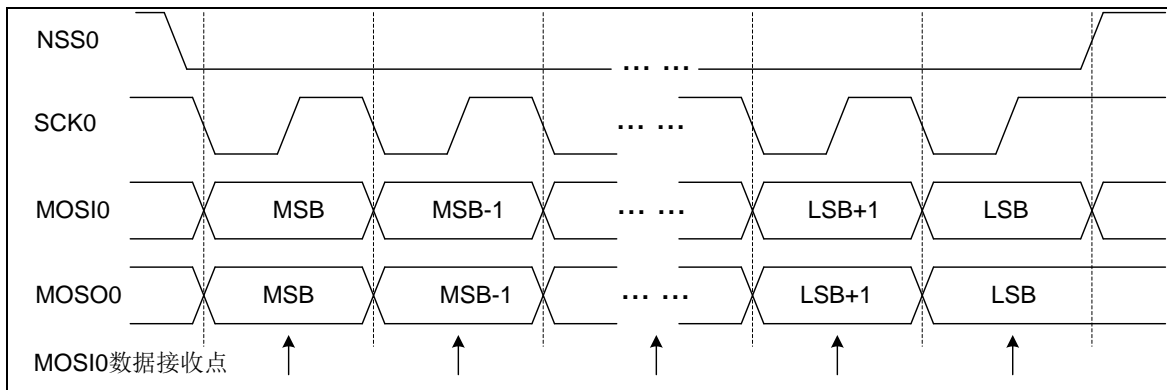 NSS0
... ...
SCK0
... ...
MOSI0 MSB MSB-1 ... ... LSB+1 LSB
MOSO0 MSB MSB-1 ... ... LSB+1 LSB
MOSI0数据接收点